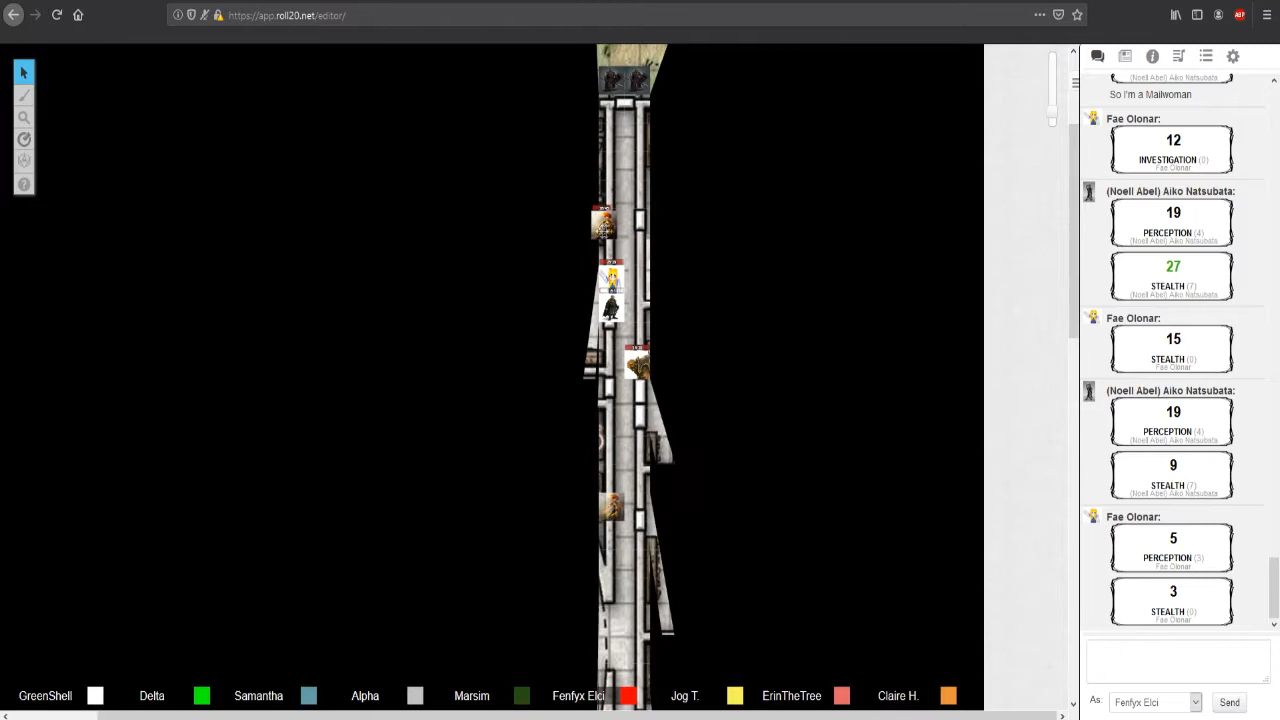 https://app.roll20.net/editor/
ABP
(Noell Abel) Aiko Natsubata
So I'm a Mailwoman
Fae Olonar:
12
INVESTIGATION (0)
Fae Olonar
(Noell Abel) Aiko Natsubata:
19
PERCEPTION (4)
(Noell Abel) Aiko Natsubata
27
STEALTH (7)
(Noell Abel) Aiko Natsubata
Fae Olonar:
15
STEALTH (0)
Fae Olonar
(Noell Abel) Aiko Natsubata:
19
PERCEPTION (4)
(Noell Abel) Aiko Natsubata
9
STEALTH (7)
(Noell Abel) Aiko Natsubata
Fae Olonar:
5
PERCEPTION (3)
Fae Olonar
3
STEALTH (0)
Fae Olonar
GreenShell
Delta
Samantha
Alpha
Marsim
Fenfyx Elci
Jog T.
ErinTheTree
Claire H.
As:
Fenfyx Elci
Send